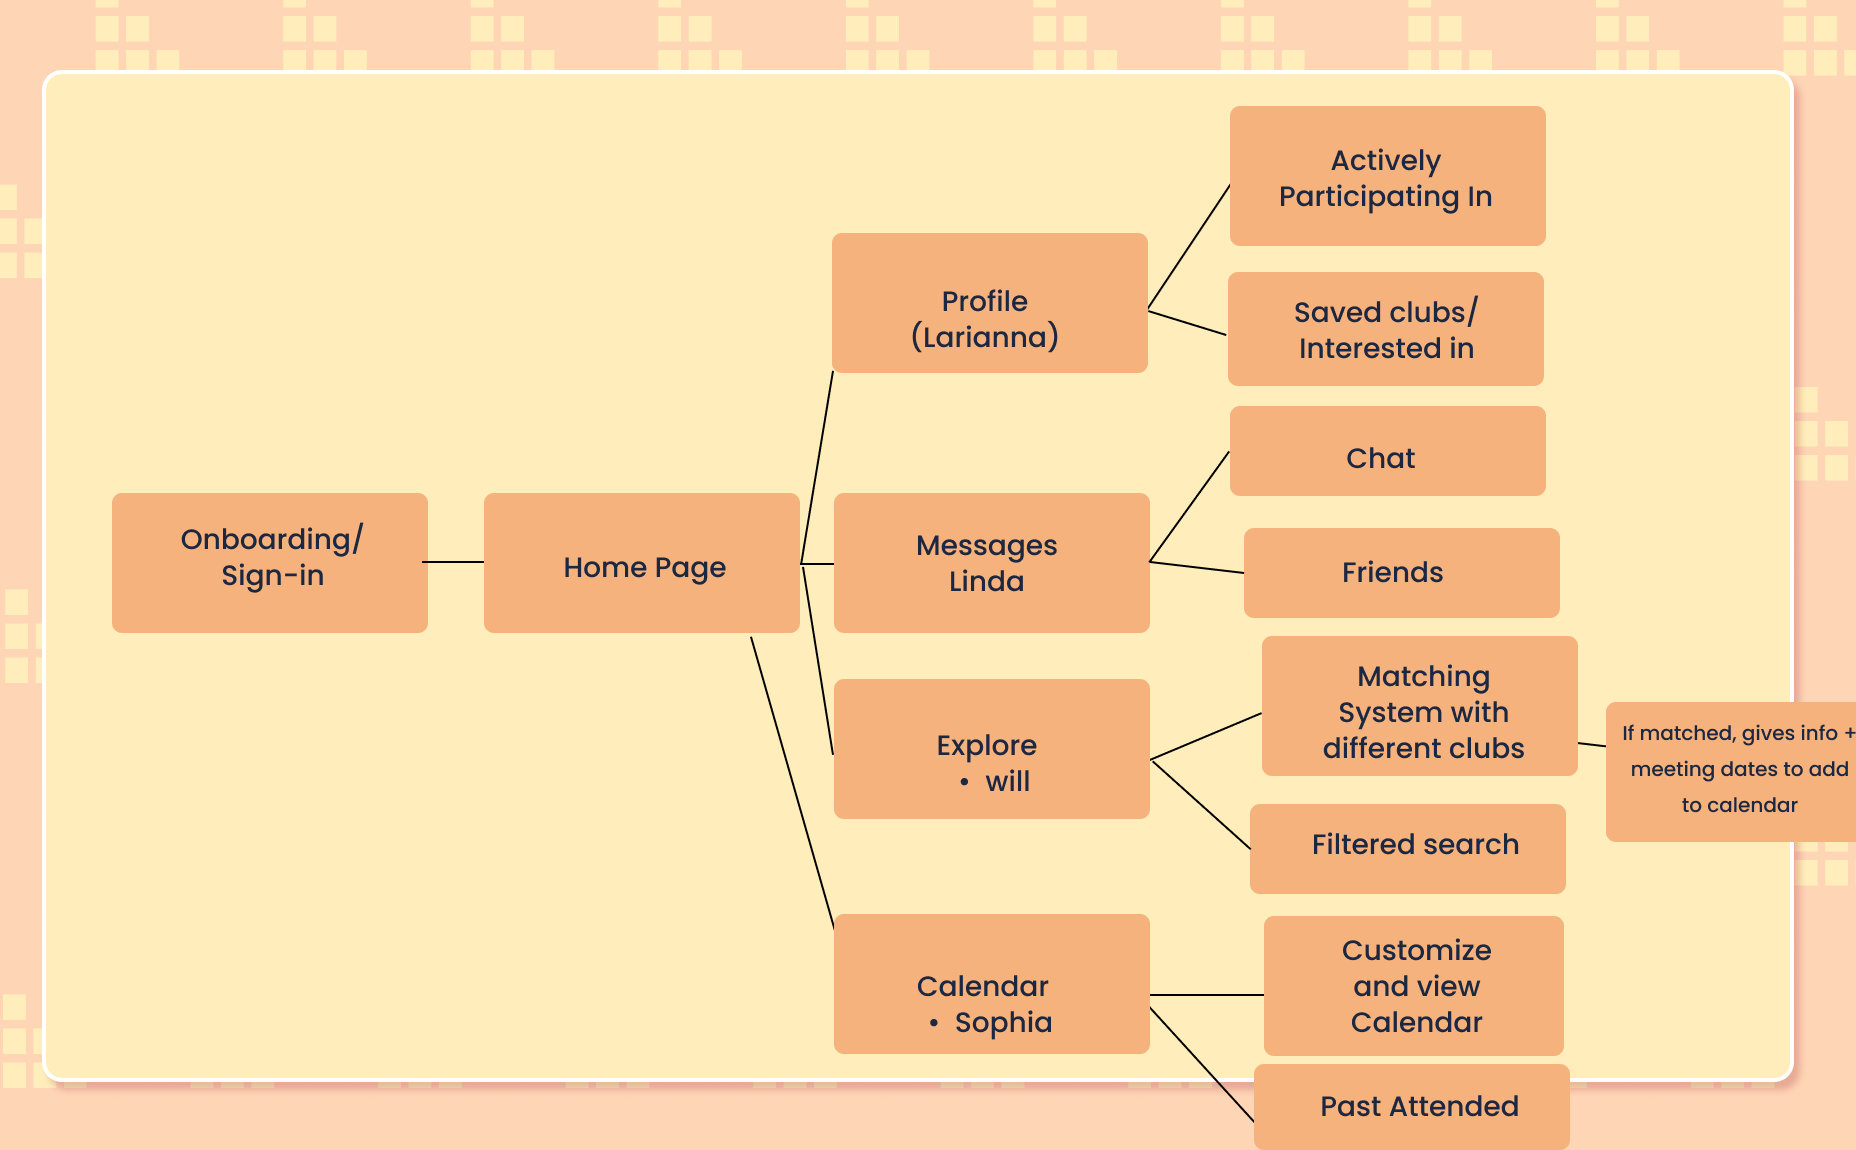 Actively
Participating In
Profile
(Larianna)
Saved clubs/
Interested in
Chat
Onboarding/
Sign-in
Home Page
Messages
Linda
Friends
Matching
System with
different clubs
If matched, gives info +
meeting dates to add
to calendar
Explore
• will
Filtered search
Calendar
• Sophia
Customize
and view
Calendar
Past Attended